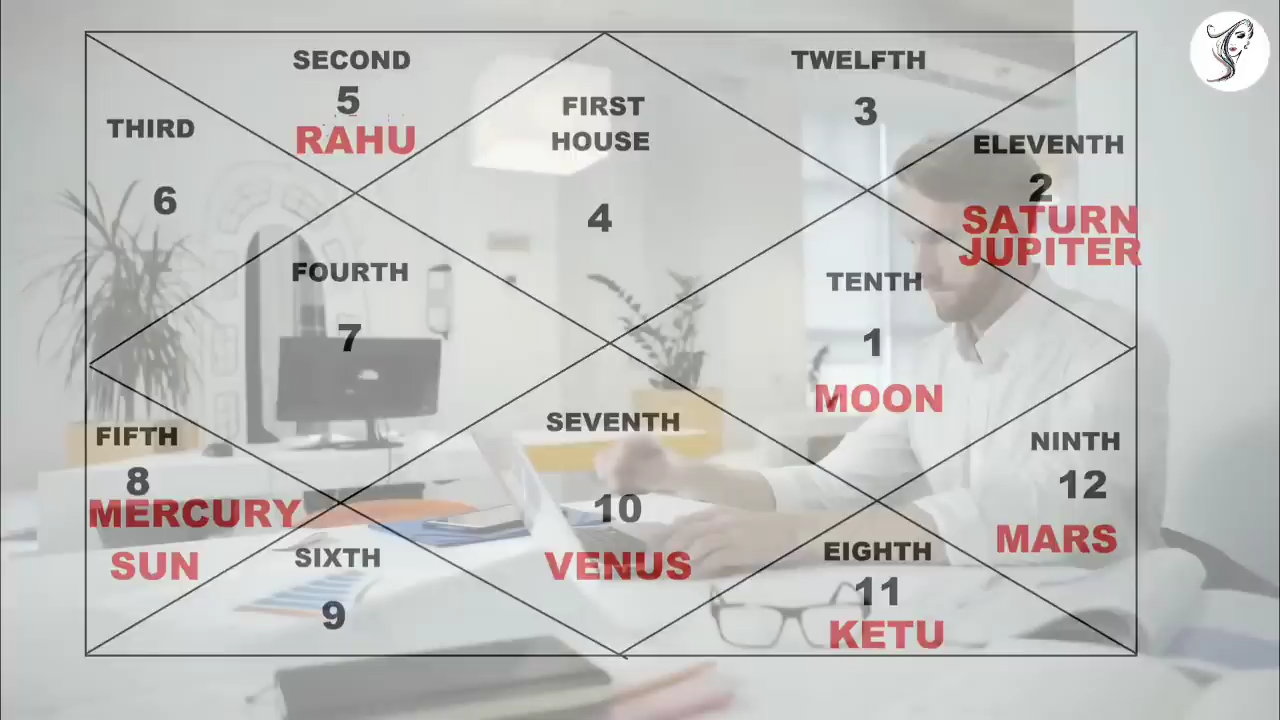 SECOND
5
RAHU
THIRD
6
FIRST
HOUSE
4
TWELFTH
3
ELEVENTH
2
SATURN
JUPITER
FOURTH
7
TENTH
1
MOON
FIFTH
8
MERCURY
SUN
SIXTH
9
SEVENTH
10
VENUS
EIGHTH
11
KETU
NINTH
12
MARS